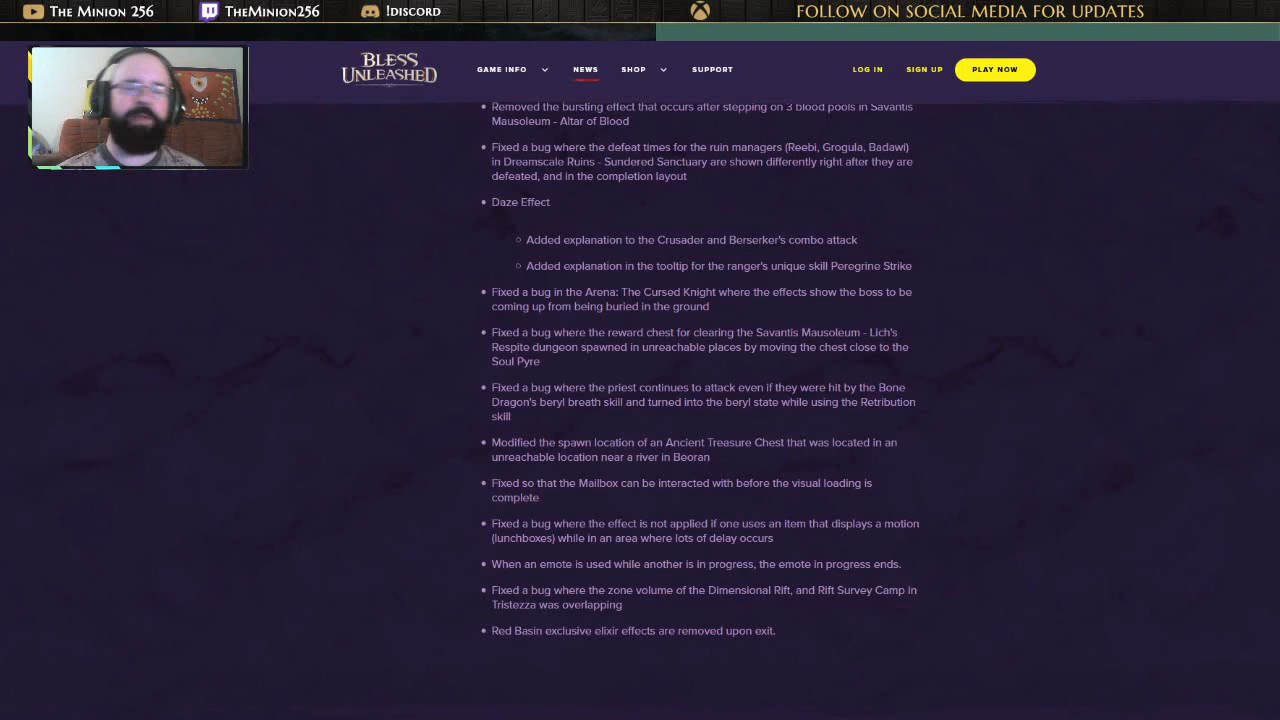 The Minion 256
TheMinion256
!discord
FOLLOW ON SOCIAL MEDIA FOR UPDATES
BLESS
UNLEASHED
GAME INFO
NEWS
SHOP
SUPPORT
LOG IN
SIGN UP
PLAY NOW
Removed the bursting effect that occurs after stepping on 3 blood pools in Savantis
Mausoleum - Altar of Blood
Fixed a bug where the defeat times for the ruin managers (Reebi, Grogula, Badawi)
in Dreamscale Ruins - Sundered Sanctuary are shown differently right after they are
defeated, and in the completion layout
Daze Effect
Added explanation to the Crusader and Berserker's combo attack
Added explanation in the tooltip for the ranger's unique skill Peregrine Strike
Fixed a bug in the Arena: The Cursed Knight where the effects show the boss to be
coming up from being buried in the ground
Fixed a bug where the reward chest for clearing the Savantis Mausoleum - Lich's
Respite dungeon spawned in unreachable places by moving the chest close to the
Soul Pyre
Fixed a bug where the priest continues to attack even if they were hit by the Bone
Dragon's beryl breath skill and turned into the beryl state while using the Retribution
skill
Modified the spawn location of an Ancient Treasure Chest that was located in an
unreachable location near a river in Beoran
Fixed so that the Mailbox can be interacted with before the visual loading is
complete
Fixed a bug where the effect is not applied if one uses an item that displays a motion
(lunchboxes) while in an area where lots of delay occurs
When an emote is used while another is in progress, the emote in progress ends.
Fixed a bug where the zone volume of the Dimensional Rift, and Rift Survey Camp in
Tristezza was overlapping
Red Basin exclusive elixir effects are removed upon exit.